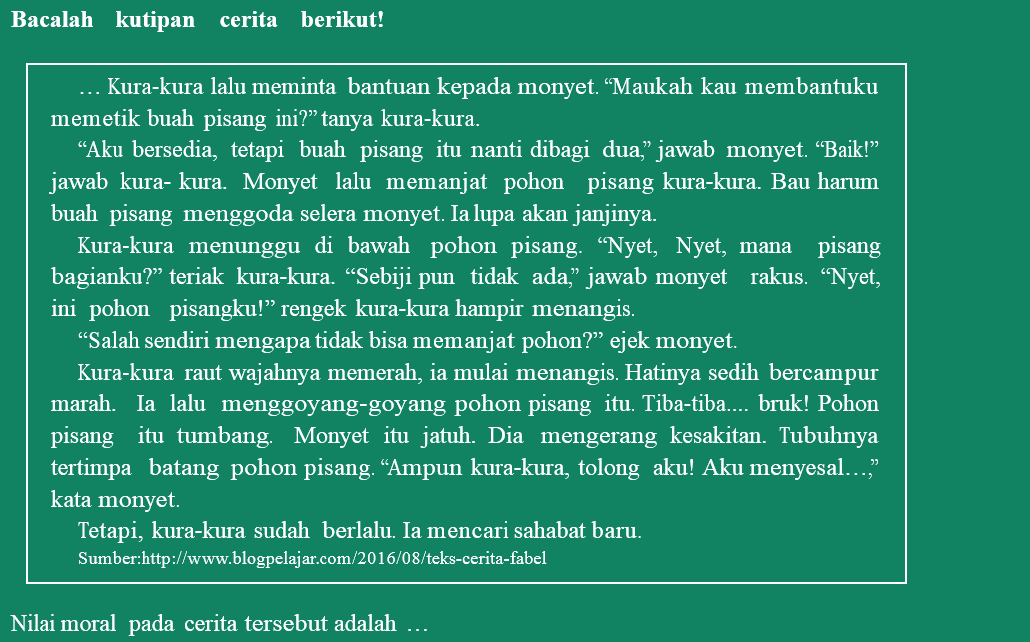 Bacalah kutipan cerita berikut!
… Kura-kura lalu meminta bantuan kepada monyet. “Maukah kau membantuku
memetik buah pisang ini?” tanya kura-kura.
“Aku bersedia, tetapi buah pisang itu nanti dibagi dua,” jawab monyet. “Baik!”
jawab kura- kura. Monyet lalu memanjat pohon pisang kura-kura. Bau harum
buah pisang menggoda selera monyet. Ia lupa akan janjinya.
Kura-kura menunggu di bawah pohon pisang. “Nyet, Nyet, mana pisang
bagianku?” teriak kura-kura. “Sebiji pun tidak ada,” jawab monyet rakus. “Nyet,
ini pohon pisangku!” rengek kura-kura hampir menangis.
“Salah sendiri mengapa tidak bisa memanjat pohon?” ejek monyet.
Kura-kura raut wajahnya memerah, ia mulai menangis. Hatinya sedih bercampur
marah. Ia lalu menggoyang-goyang pohon pisang itu. Tiba-tiba.... bruk! Pohon
pisang itu tumbang. Monyet itu jatuh. Dia mengerang kesakitan. Tubuhnya
tertimpa batang pohon pisang. “Ampun kura-kura, tolong aku! Aku menyesal…,”
kata monyet.
Tetapi, kura-kura sudah berlalu. Ia mencari sahabat baru.
Sumber:http://www.blogpelajar.com/2016/08/teks-cerita-fabel
Nilai moral pada cerita tersebut adalah …